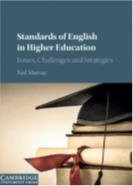 Standards of English
in Higher Education
Issues, Challenges and Strategies
Neil Murray
CAMBRIDGE
UNIVERSITY PRESS